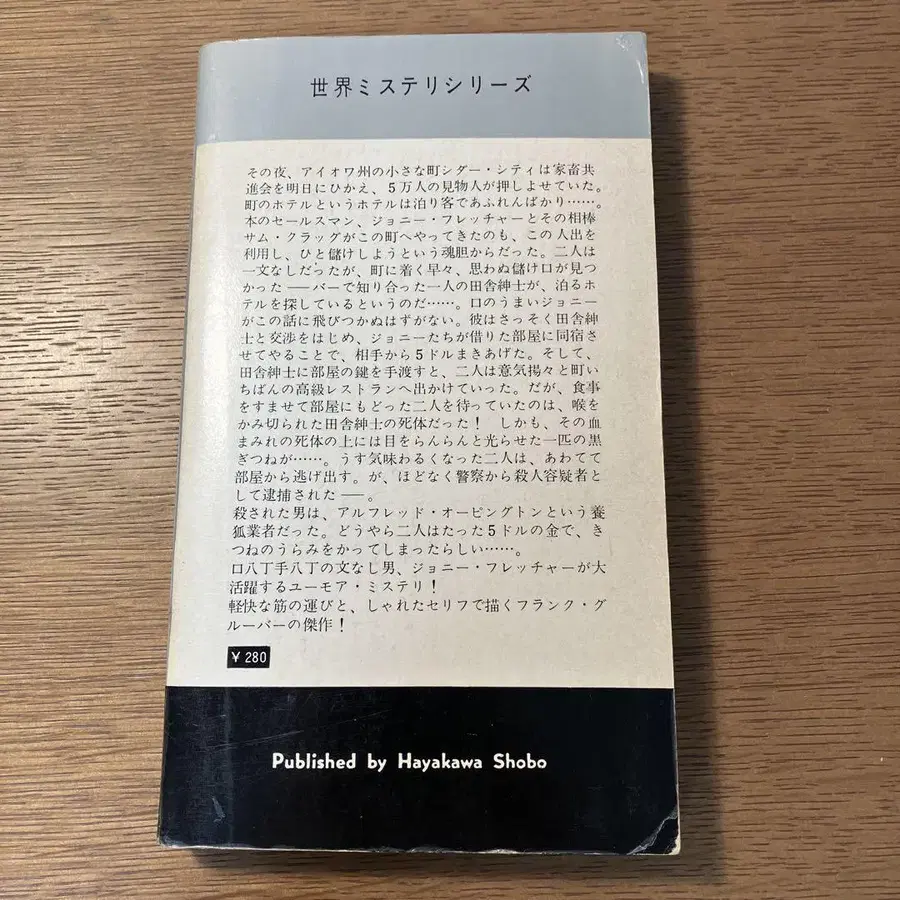 世界ミステリシリーズ
その夜、アイオワ州の小さな町シダー・シティは家畜共
進会を明日にひかえ、5万人の見物人が押しよせていた。
町のホテルというホテルは泊り客であふれんばかり……。
本のセールスマン、ジョニー・フレッチャーとその相棒
サム・クラッグがこの町へやってきたのも、この人出を
利用し、ひと儲けしようという魂胆からだった。二人は
一文なしだったが、町に着く早々、思わぬ儲け口が見つ
かった――バーで知り合った一人の田舎紳士が、泊るホ
テルを探しているというのだ……。口のうまいジョニー
がこの話に飛びつかぬはずがない。彼はさっそく田舎紳
士と交渉をはじめ、ジョニーたちが借りた部屋に同宿さ
せてやることで、相手から5ドルまきあげた。そして、
田舎紳士に部屋の鍵を手渡すと、二人は意気揚々と町い
ちばんの高級レストランへ出かけていった。だが、食事
をすませて部屋にもどった二人を待っていたのは、喉を
かみ切られた田舎紳士の死体だった！　しかも、その血
まみれの死体の上には目をらんらんと光らせた一匹の黒
ぎつねが……。うす気味わるくなった二人は、あわてて
部屋から逃げ出す。が、ほどなく警察から殺人容疑者と
して逮捕された――。
殺された男は、アルフレッド・オーピングトンという養
狐業者だった。どうやら二人はたった5ドルの金で、き
つねのうらみをかってしまったらしい……。
口八丁手八丁の文なし男、ジョニー・フレッチャーが大
活躍するユーモア・ミステリ！
軽快な筋の運びと、しゃれたセリフで描くフランク・グ
ルーバーの傑作！
¥ 280
Published by Hayakawa Shobo